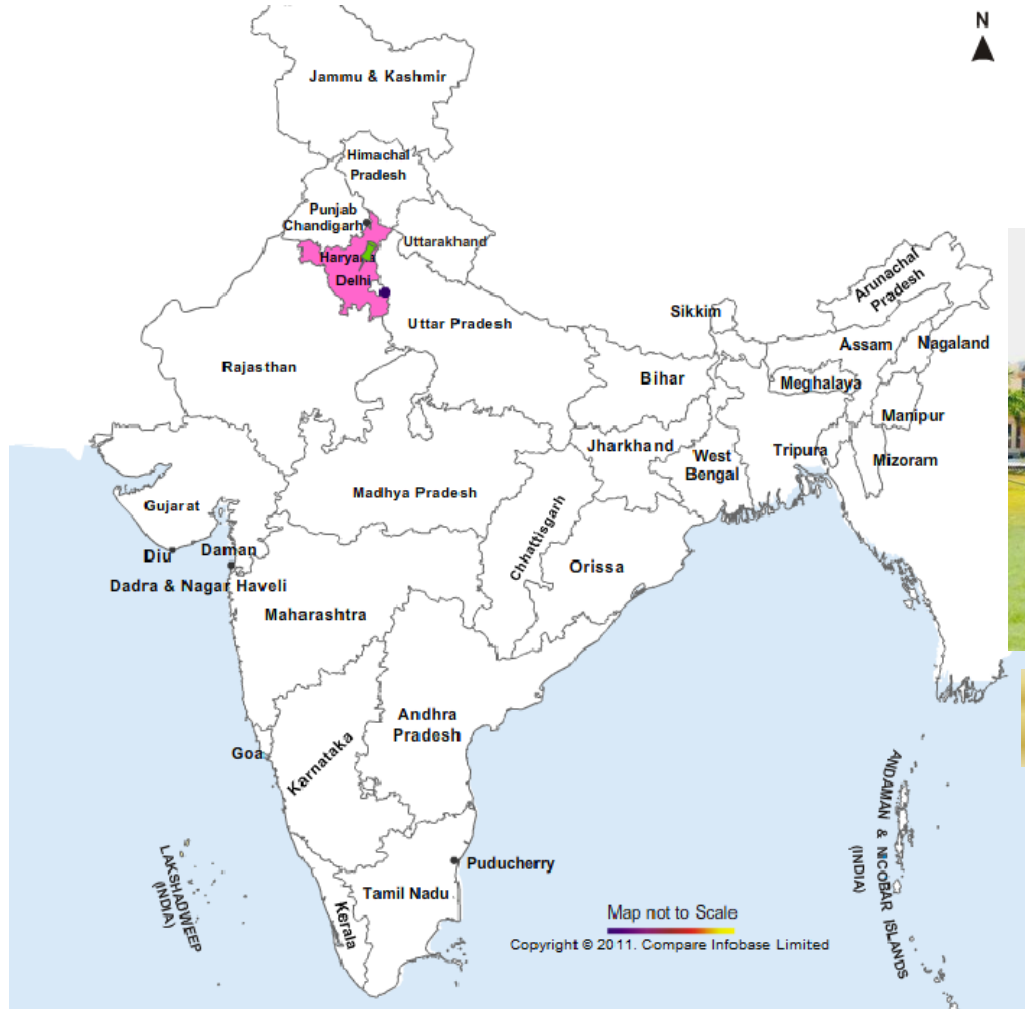 N
Jammu & Kashmir
Himachal
Pradesh
Punjab
Chandigarh
Uttarakhand
Haryana
Delhi
Arunachal
Pradesh
Sikkim
Uttar Pradesh
Assam
Nagaland
Rajasthan
Bihar
Meghalaya
Manipur
Jharkhand
West
Bengal
Tripura
Mizoram
Gujarat
Madhya Pradesh
Chhattisgarh
Diu
Daman
Orissa
Dadra & Nagar Haveli
Maharashtra
Andhra
Pradesh
Goa
Karnataka
ANDAMAN & NICOBAR ISLANDS
(INDIA)
LAKSHADWEEP
(INDIA)
Puducherry
Tamil Nadu
Kerala
Map not to Scale
Copyright © 2011. Compare Infobase Limited